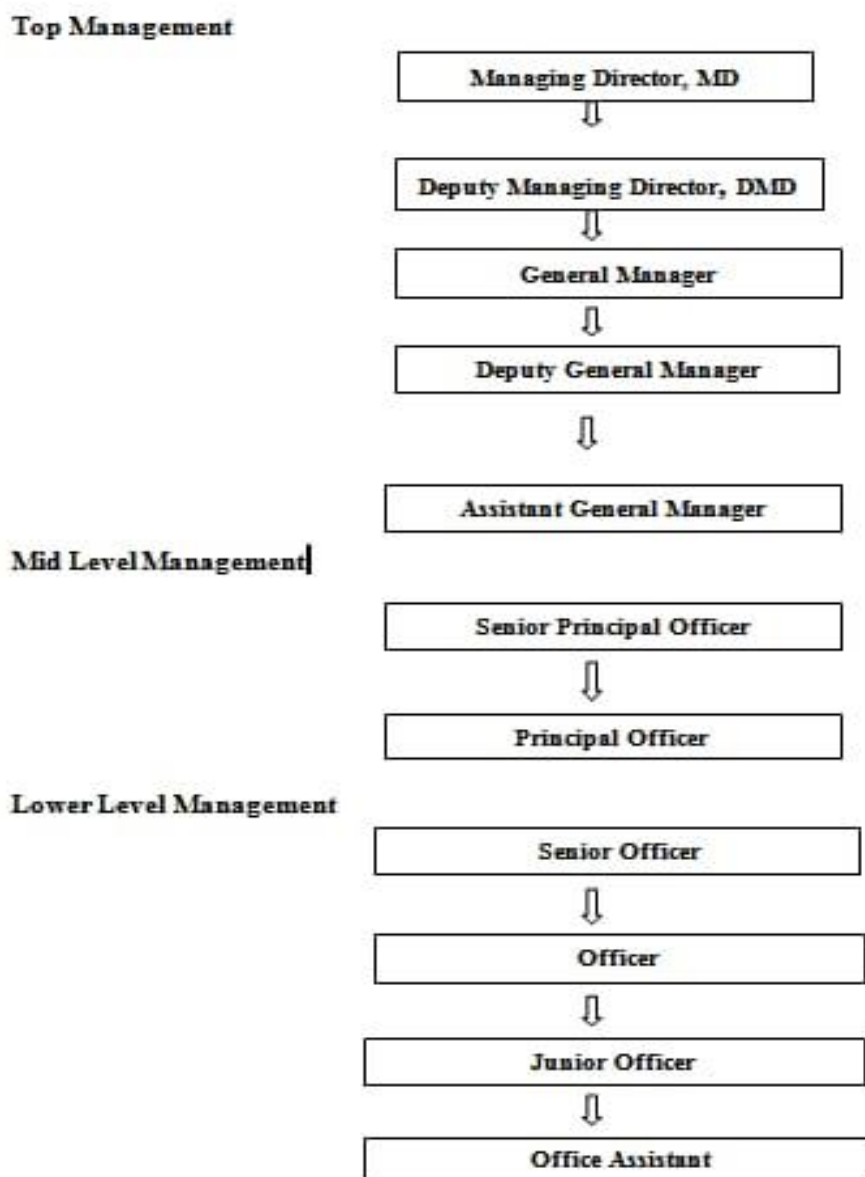 Top Management
Managing Director, MD
Deputy Managing Director, DMD
General Manager
Deputy General Manager
Assistant General Manager
Mid Level Management
Senior Principal Officer
Principal Officer
Lower Level Management
Senior Officer
Officer
Junior Officer
Office Assistant